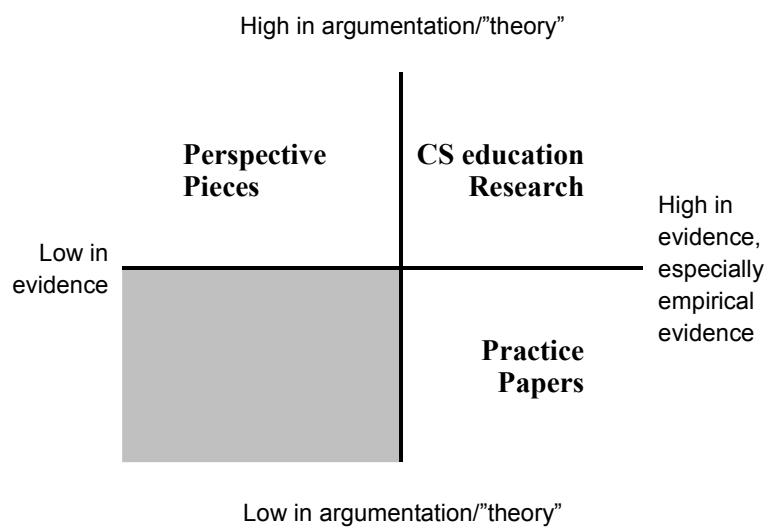 High in argumentation/”theory”
Perspective
Pieces
CS education
Research
Low in
evidence
High in
evidence,
especially
empirical
evidence
Practice
Papers
Low in argumentation/”theory”